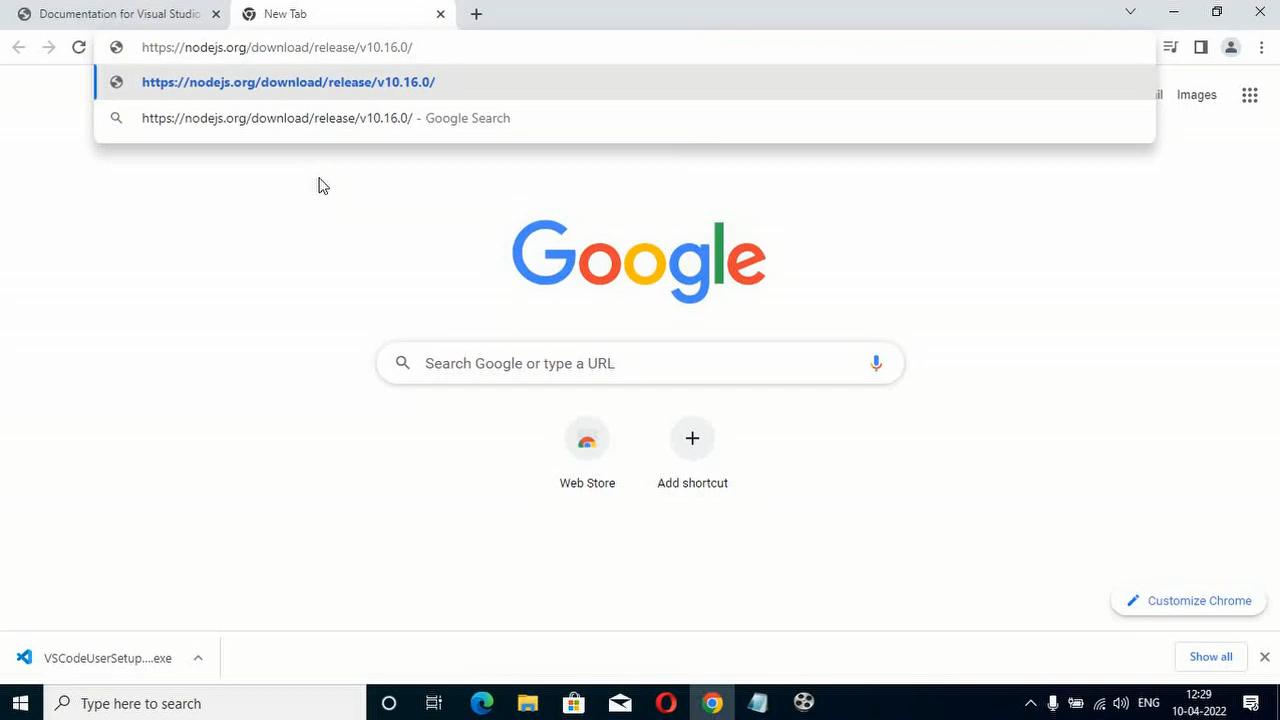 Documentation for Visual Studio
New Tab
https://nodejs.org/download/release/v10.16.0/
https://nodejs.org/download/release/v10.16.0/
https://nodejs.org/download/release/v10.16.0/ - Google Search
Images
Google
Search Google or type a URL
Web Store
Add shortcut
Customize Chrome
VSCodeUserSetup....exe
Show all
Type here to search
ENG
12:29
10-04-2022